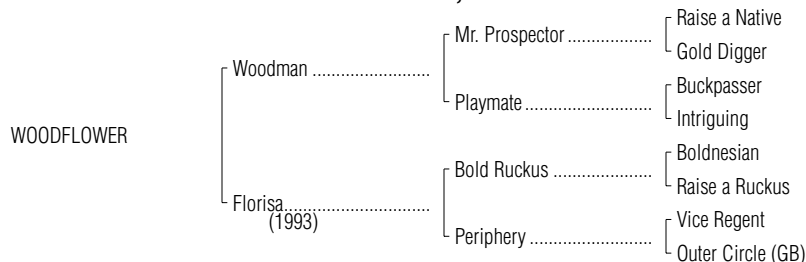 Raise a Native
Mr. Prospector ..................
Gold Digger
Woodman .........................
Buckpasser
Playmate ...........................
Intriguing
WOODFLOWER
Boldnesian
Bold Ruckus .....................
Raise a Ruckus
Florisa...............................
(1993)
Vice Regent
Periphery ..........................
Outer Circle (GB)